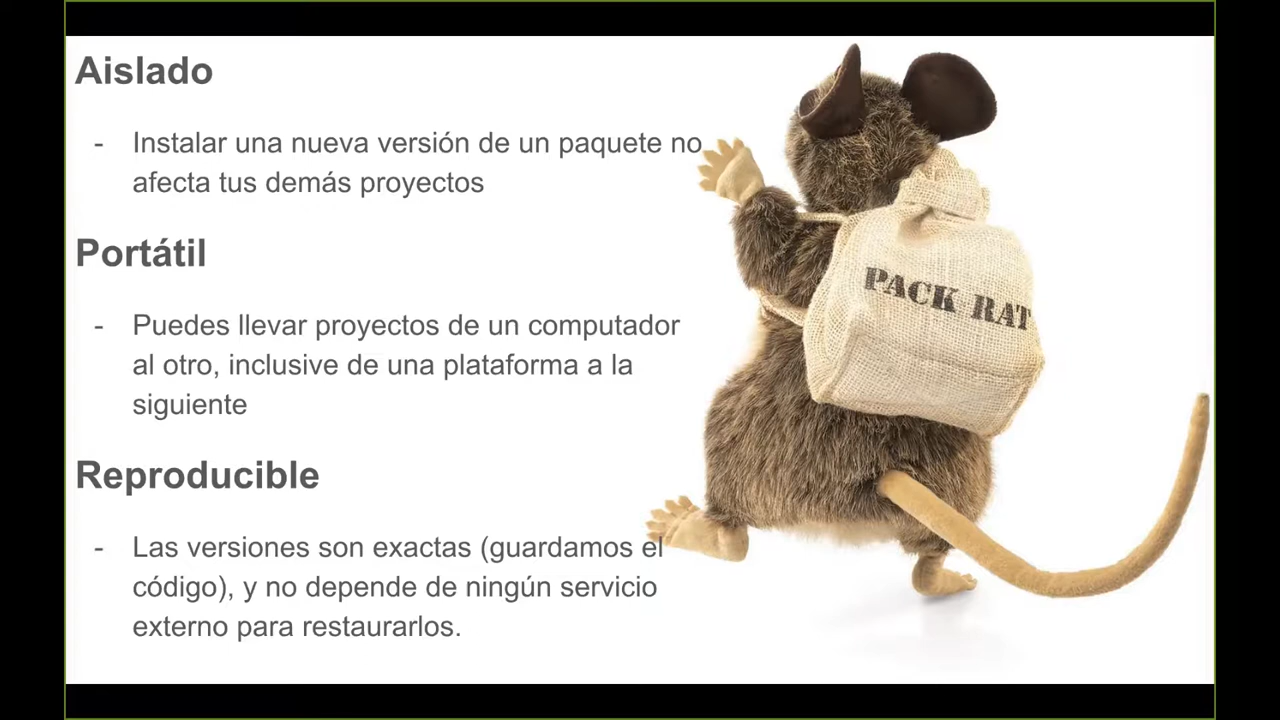 Aislado
- Instalar una nueva versión de un paquete no
afecta tus demás proyectos
Portátil
- Puedes llevar proyectos de un computador
al otro, inclusive de una plataforma a la
siguiente
Reproducible
- Las versiones son exactas (guardamos el
código), y no depende de ningún servicio
externo para restaurarlos.
PACK RAT